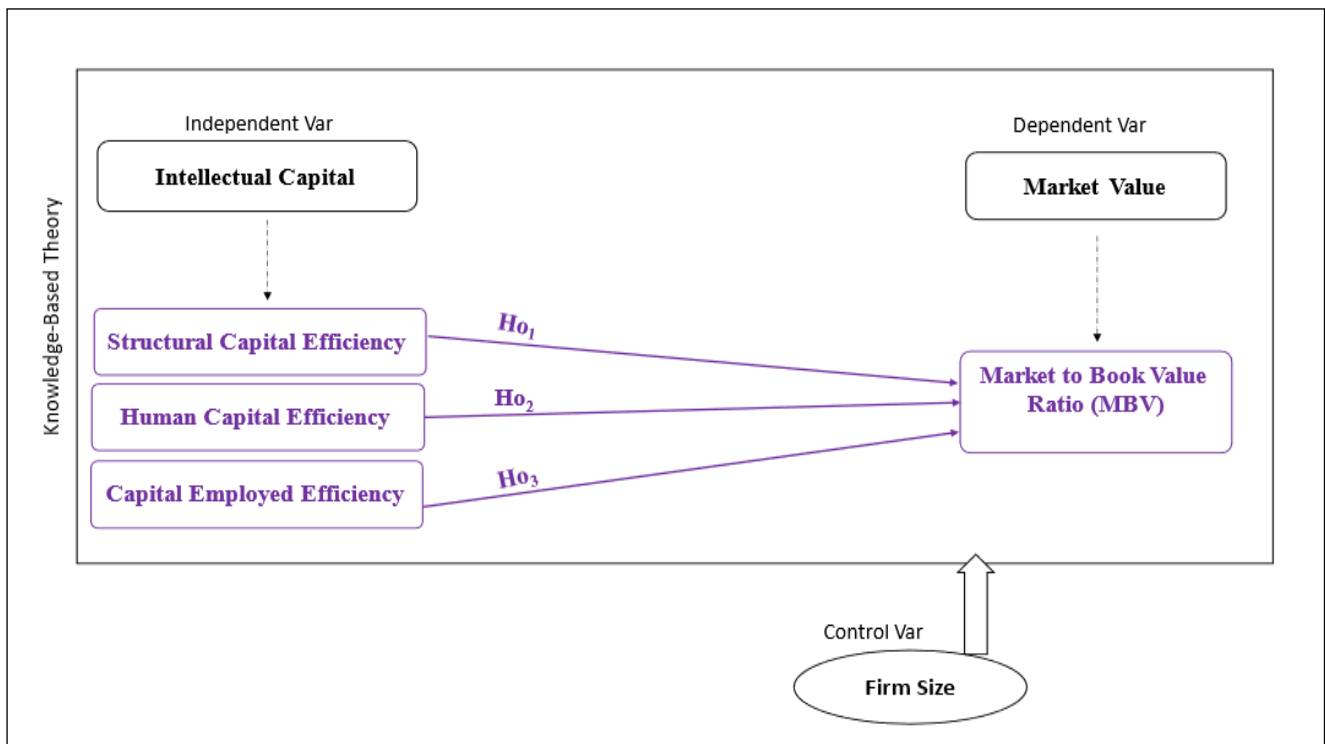 Independent Var
Intellectual Capital
Dependent Var
Market Value
Knowledge-Based Theory
Structural Capital Efficiency
Human Capital Efficiency
Capital Employed Efficiency
Ho₁
Ho₂
Ho₃
Market to Book Value
Ratio (MBV)
Control Var
Firm Size